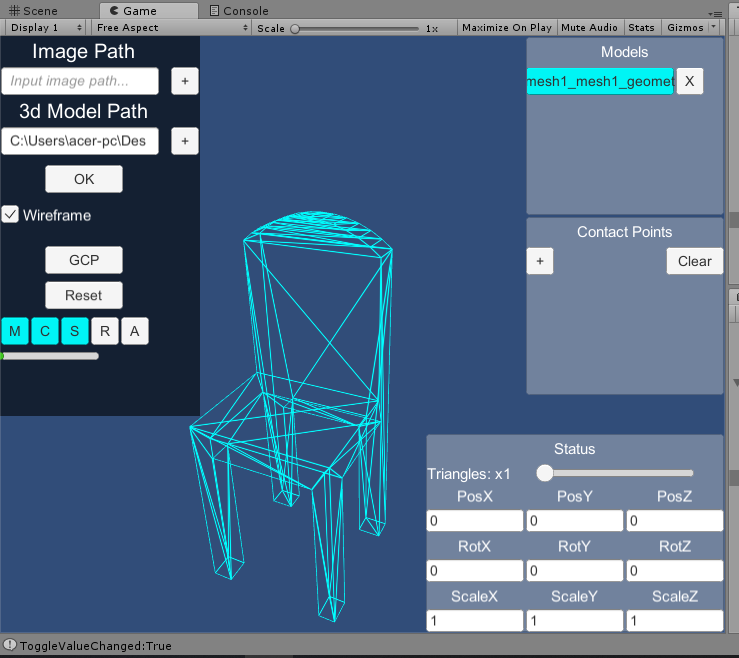 Scene Game Console
Display 1 Free Aspect Scale 1x Maximize On Play Mute Audio Stats Gizmos
Image Path
Input image path...
+
3d Model Path
C:\Users\acer-pc\Des
+
OK
Wireframe
GCP
Reset
M C S R A
Models
mesh1_mesh1_geomet X
Contact Points
+ Clear
Status
Triangles: x1
PosX PosY PosZ
0 0 0
RotX RotY RotZ
0 0 0
ScaleX ScaleY ScaleZ
1 1 1
ToggleValueChanged:True